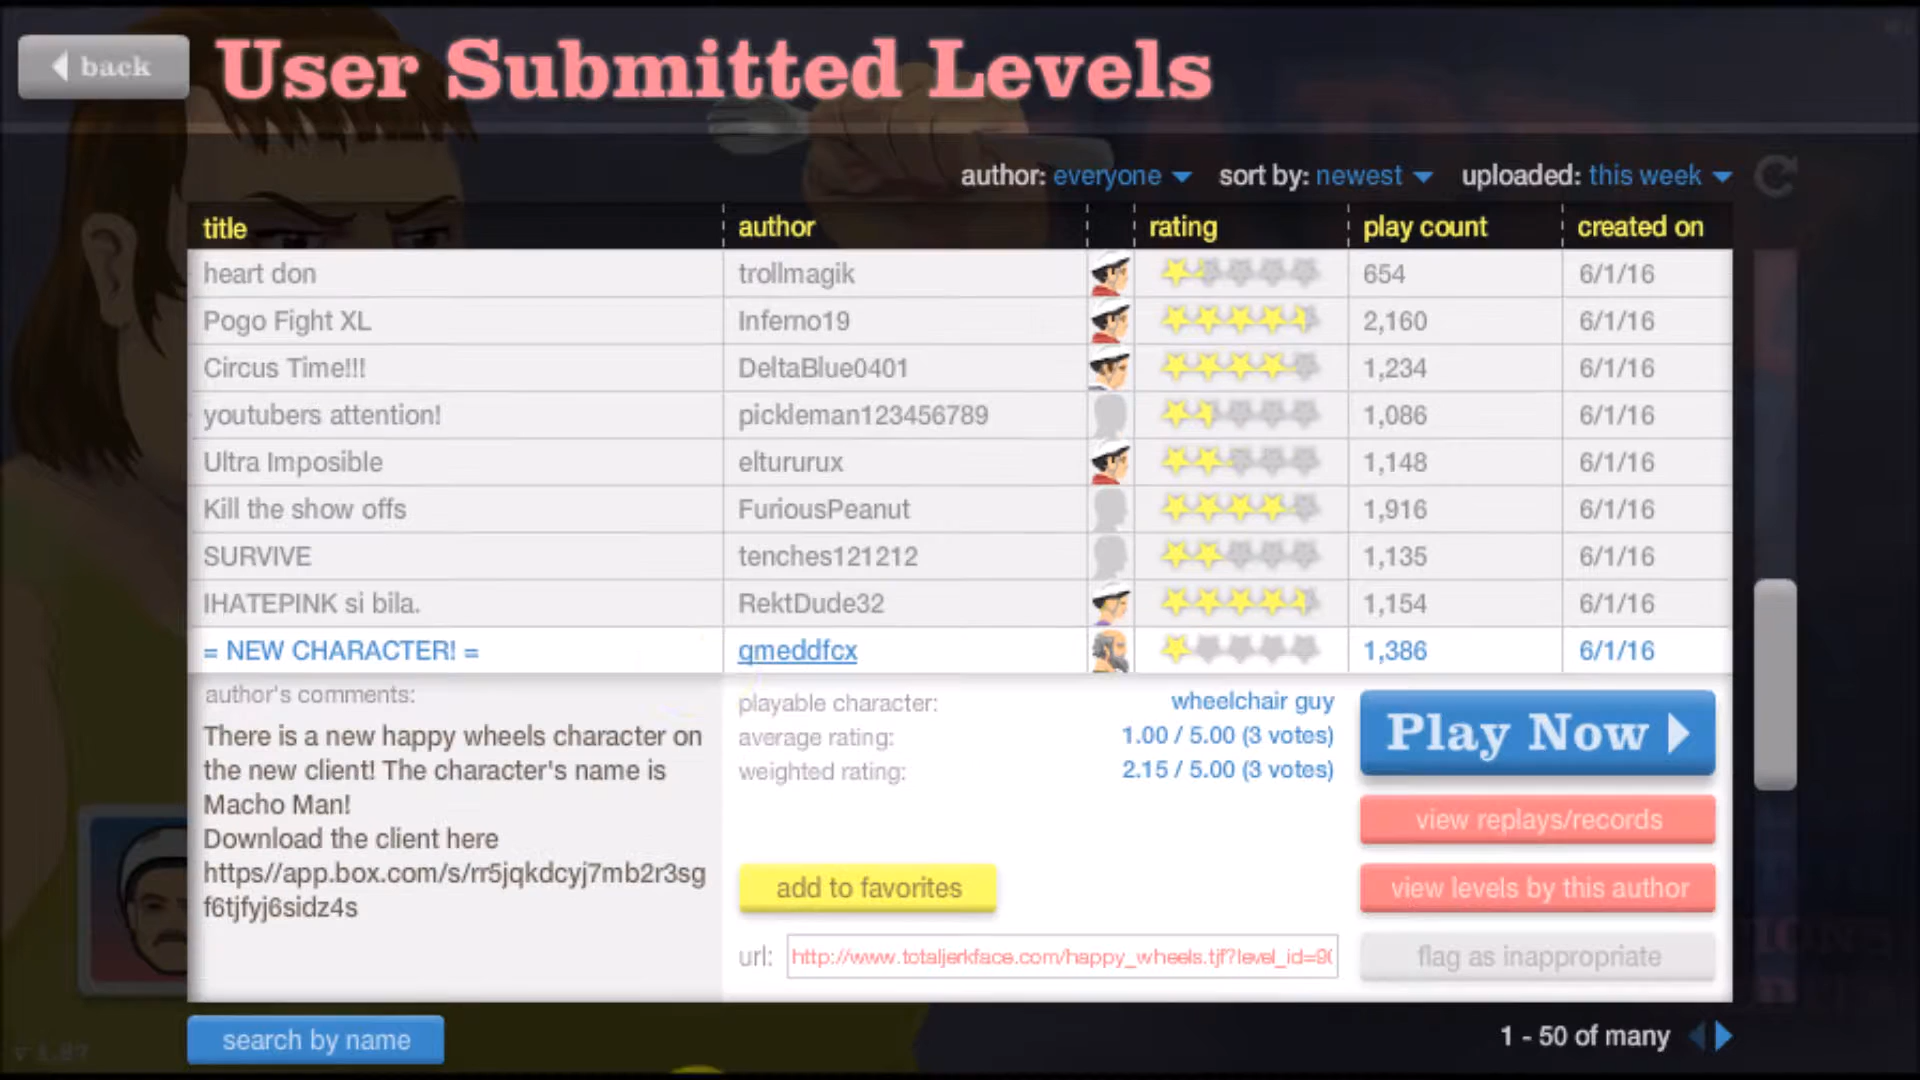 back
User Submitted Levels
author: everyone sort by: newest uploaded: this week
title author rating play count created on
heart don trollmagik 654 6/1/16
Pogo Fight XL Inferno19 2,160 6/1/16
Circus Time!!! DeltaBlue0401 1,234 6/1/16
youtubers attention! pickleman123456789 1,086 6/1/16
Ultra Imposible eltururux 1,148 6/1/16
Kill the show offs FuriousPeanut 1,916 6/1/16
SURVIVE tenches121212 1,135 6/1/16
IHATEPINK si bila. RektDude32 1,154 6/1/16
= NEW CHARACTER! = qmeddfcx 1,386 6/1/16
author's comments:
There is a new happy wheels character on
the new client! The character's name is
Macho Man!
Download the client here
https//app.box.com/s/rr5jqkdcyj7mb2r3sg
f6tjfyj6sidz4s
playable character: wheelchair guy
average rating: 1.00 / 5.00 (3 votes)
weighted rating: 2.15 / 5.00 (3 votes)
add to favorites
url: http://www.totaljerkface.com/happy_wheels.tjf?level_id=9
Play Now
view replays/records
view levels by this author
flag as inappropriate
search by name
1 - 50 of many